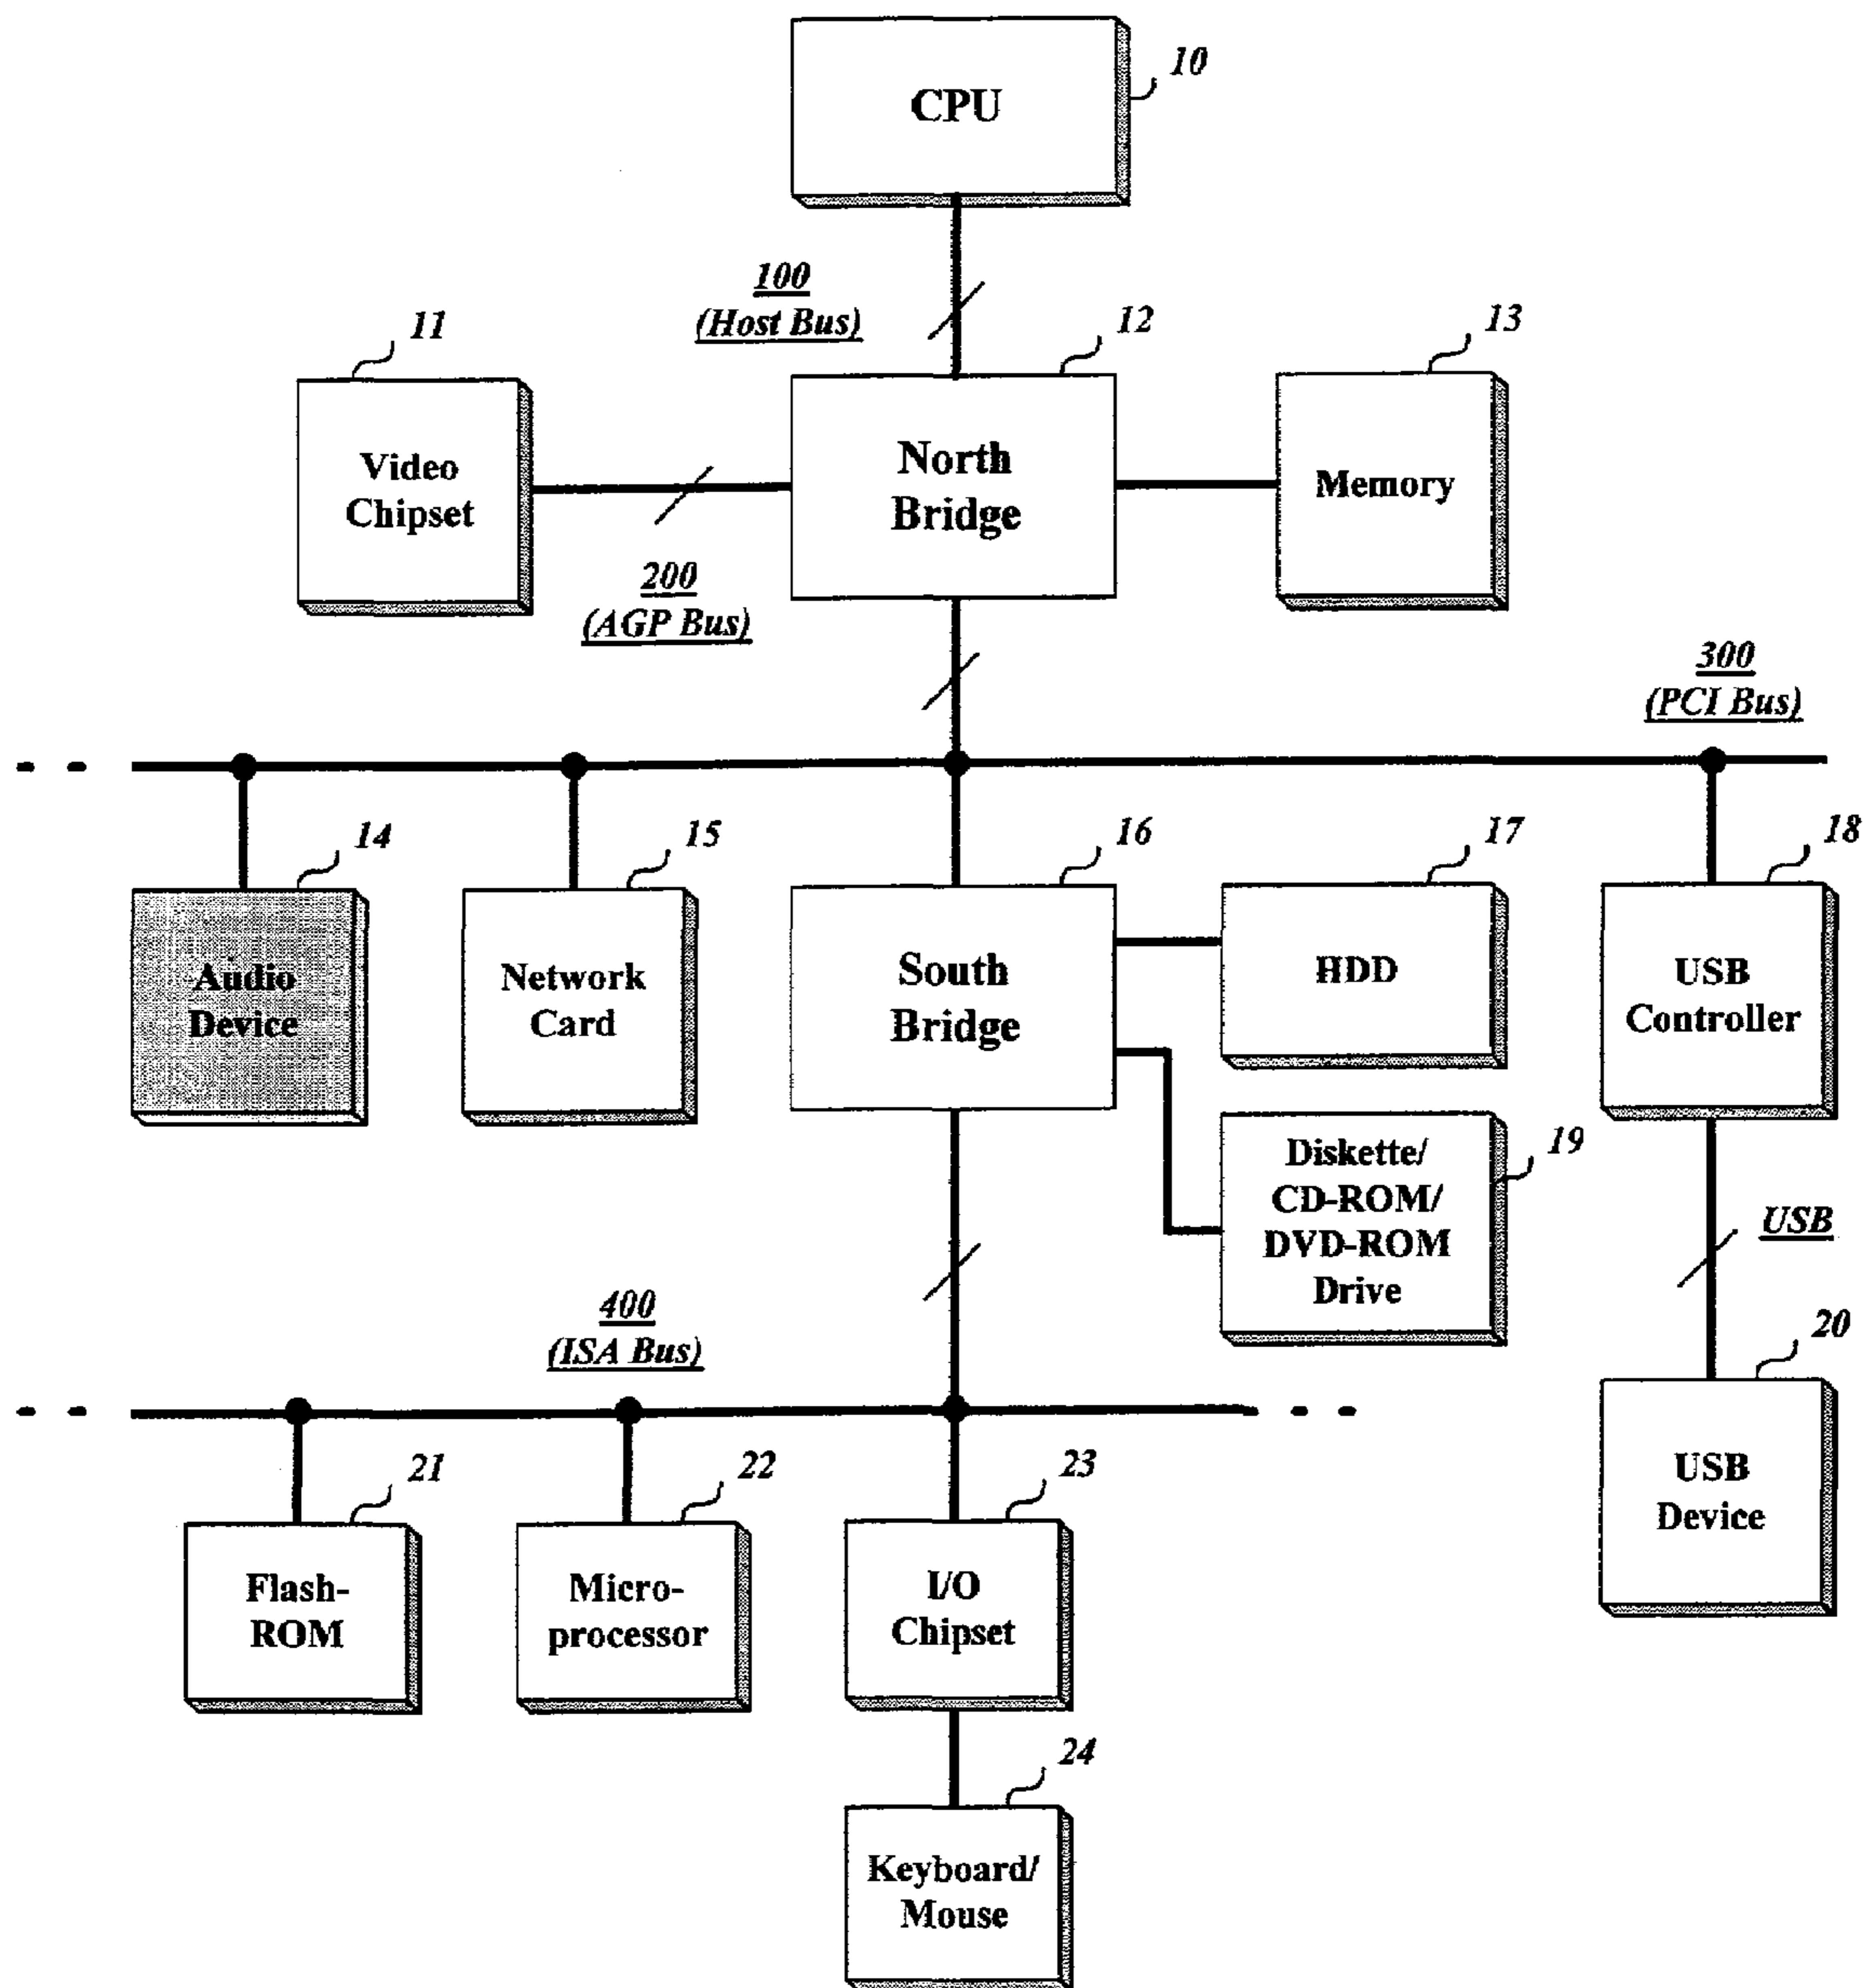 CPU
10
100
(Host Bus)
11
12
13
Video
Chipset
North
Bridge
Memory
200
(AGP Bus)
300
(PCI Bus)
14
15
16
17
18
Audio
Device
Network
Card
South
Bridge
HDD
USB
Controller
Diskette/
CD-ROM/
DVD-ROM
Drive
19
USB
400
(ISA Bus)
20
21
22
23
USB
Device
Flash-
ROM
Micro-
processor
I/O
Chipset
24
Keyboard/
Mouse